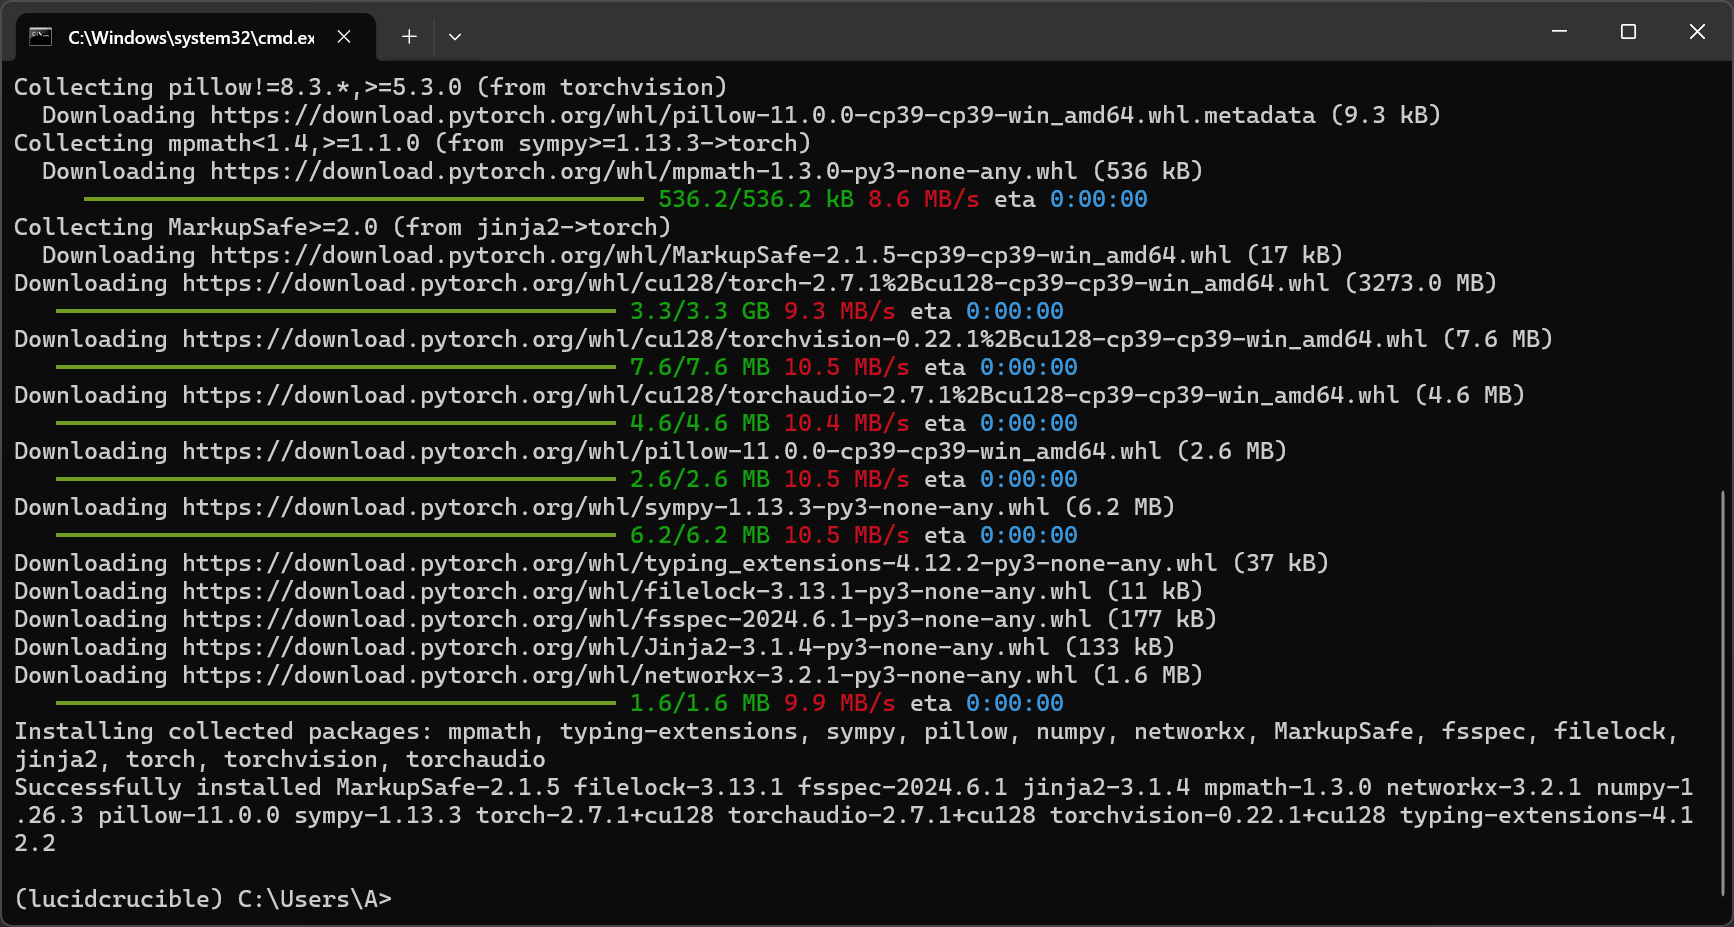 C:\Windows\system32\cmd.ex
Collecting pillow!=8.3.*,>=5.3.0 (from torchvision)
  Downloading https://download.pytorch.org/whl/pillow-11.0.0-cp39-cp39-win_amd64.whl.metadata (9.3 kB)
Collecting mpmath<1.4,>=1.1.0 (from sympy>=1.13.3->torch)
  Downloading https://download.pytorch.org/whl/mpmath-1.3.0-py3-none-any.whl (536 kB)
536.2/536.2 kB 8.6 MB/s eta 0:00:00
Collecting MarkupSafe>=2.0 (from jinja2->torch)
  Downloading https://download.pytorch.org/whl/MarkupSafe-2.1.5-cp39-cp39-win_amd64.whl (17 kB)
Downloading https://download.pytorch.org/whl/cu128/torch-2.7.1%2Bcu128-cp39-cp39-win_amd64.whl (3273.0 MB)
3.3/3.3 GB 9.3 MB/s eta 0:00:00
Downloading https://download.pytorch.org/whl/cu128/torchvision-0.22.1%2Bcu128-cp39-cp39-win_amd64.whl (7.6 MB)
7.6/7.6 MB 10.5 MB/s eta 0:00:00
Downloading https://download.pytorch.org/whl/cu128/torchaudio-2.7.1%2Bcu128-cp39-cp39-win_amd64.whl (4.6 MB)
4.6/4.6 MB 10.4 MB/s eta 0:00:00
Downloading https://download.pytorch.org/whl/pillow-11.0.0-cp39-cp39-win_amd64.whl (2.6 MB)
2.6/2.6 MB 10.5 MB/s eta 0:00:00
Downloading https://download.pytorch.org/whl/sympy-1.13.3-py3-none-any.whl (6.2 MB)
6.2/6.2 MB 10.5 MB/s eta 0:00:00
Downloading https://download.pytorch.org/whl/typing_extensions-4.12.2-py3-none-any.whl (37 kB)
Downloading https://download.pytorch.org/whl/filelock-3.13.1-py3-none-any.whl (11 kB)
Downloading https://download.pytorch.org/whl/fsspec-2024.6.1-py3-none-any.whl (177 kB)
Downloading https://download.pytorch.org/whl/Jinja2-3.1.4-py3-none-any.whl (133 kB)
Downloading https://download.pytorch.org/whl/networkx-3.2.1-py3-none-any.whl (1.6 MB)
1.6/1.6 MB 9.9 MB/s eta 0:00:00
Installing collected packages: mpmath, typing-extensions, sympy, pillow, numpy, networkx, MarkupSafe, fsspec, filelock,
jinja2, torch, torchvision, torchaudio
Successfully installed MarkupSafe-2.1.5 filelock-3.13.1 fsspec-2024.6.1 jinja2-3.1.4 mpmath-1.3.0 networkx-3.2.1 numpy-1
.26.3 pillow-11.0.0 sympy-1.13.3 torch-2.7.1+cu128 torchaudio-2.7.1+cu128 torchvision-0.22.1+cu128 typing-extensions-4.1
2.2
(lucidcrucible) C:\Users\A>